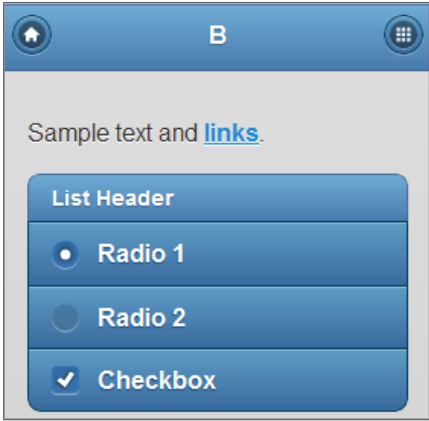 B
Sample text and links.
List Header
Radio 1
Radio 2
Checkbox